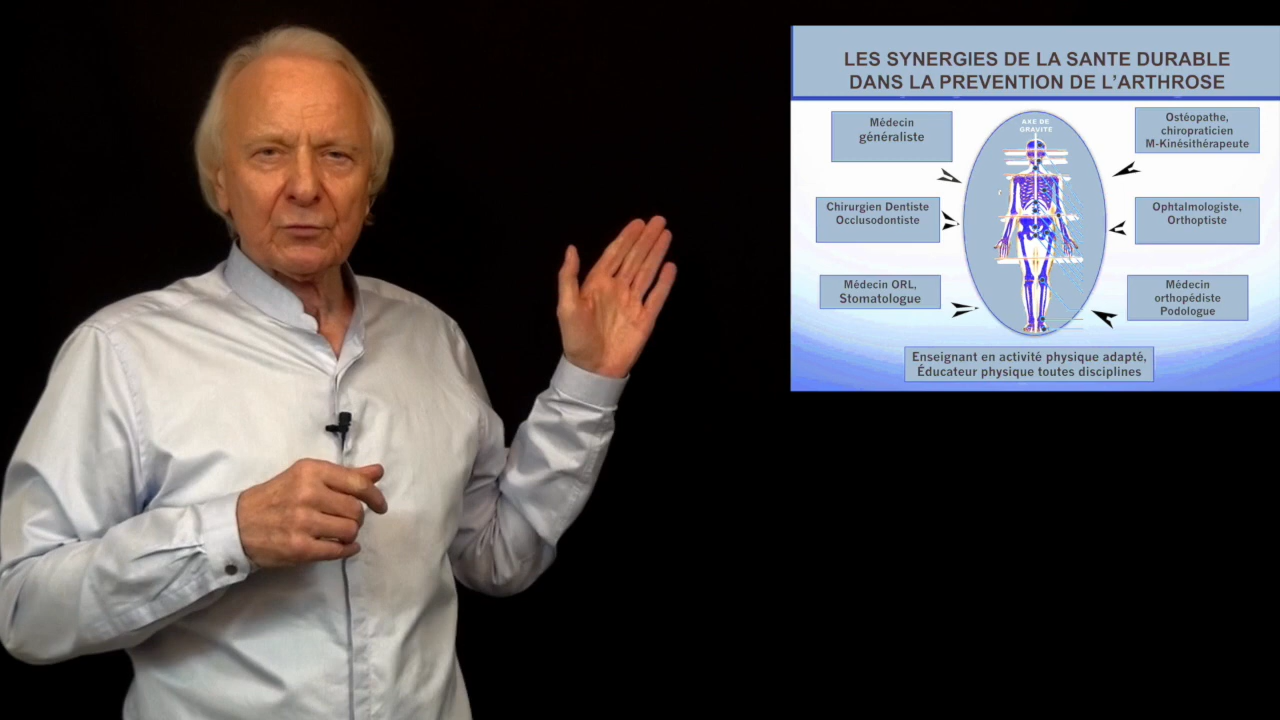 LES SYNERGIES DE LA SANTE DURABLE
DANS LA PREVENTION DE L'ARTHROSE
Médecin
généraliste
AXE DE
GRAVITE
Ostéopathe,
chiropraticien
M-Kinésithérapeute
Chirurgien Dentiste
Occlusodontiste
Ophtalmologiste,
Orthoptiste
Médecin ORL,
Stomatologue
Médecin
orthopédiste
Podologue
Enseignant en activité physique adapté,
Éducateur physique toutes disciplines